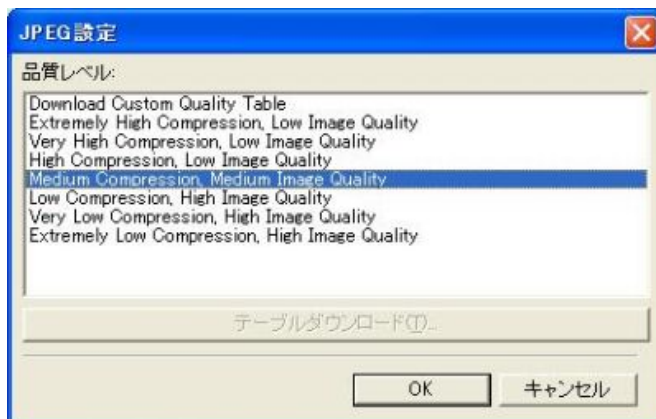 JPEG設定
品質レベル:
Download Custom Quality Table
Extremely High Compression, Low Image Quality
Very High Compression, Low Image Quality
High Compression, Low Image Quality
Medium Compression, Medium Image Quality
Low Compression, High Image Quality
Very Low Compression, High Image Quality
Extremely Low Compression, High Image Quality
テーブルダウンロード(T)...
OK
キャンセル